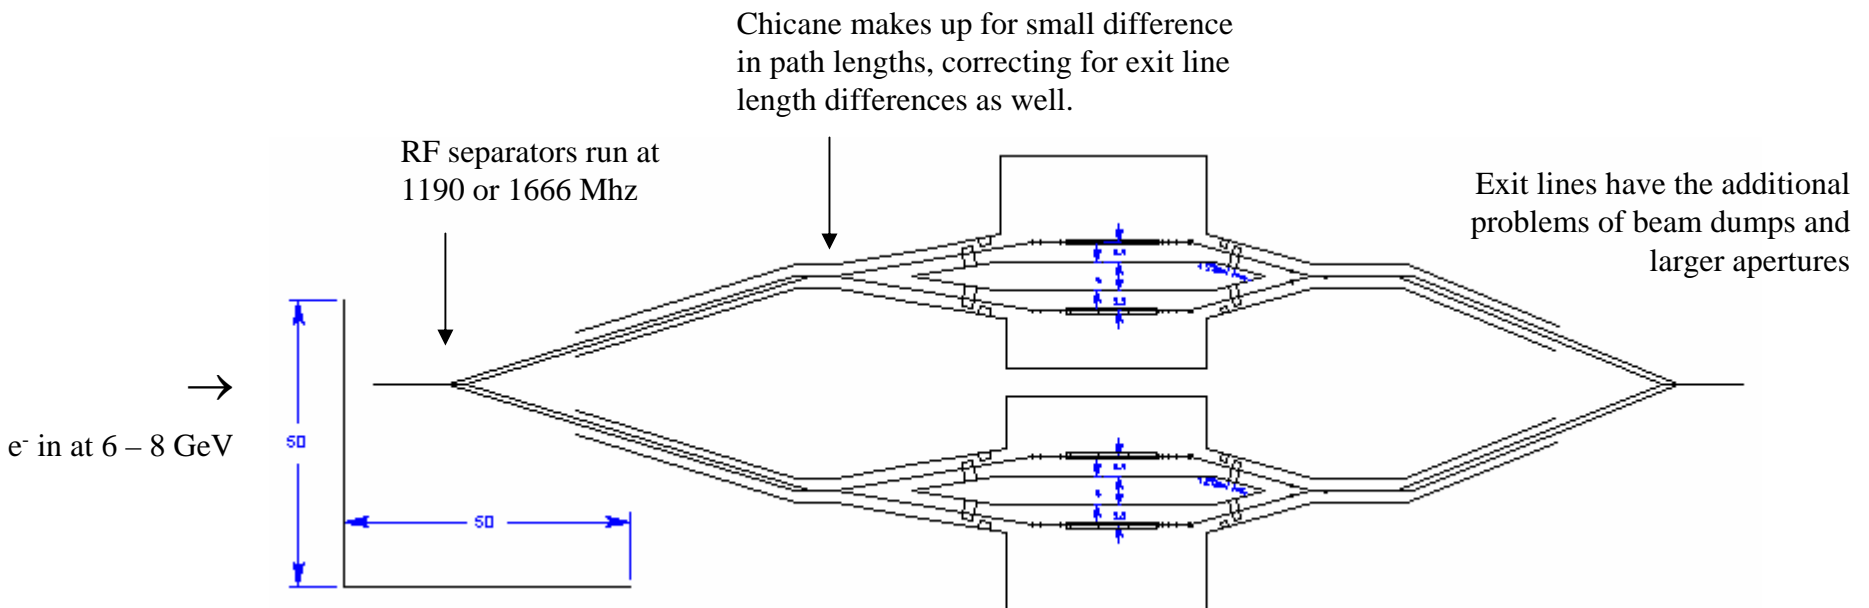 Chicane makes up for small difference
in path lengths, correcting for exit line
length differences as well.
RF separators run at
1190 or 1666 Mhz
Exit lines have the additional
problems of beam dumps and
larger apertures
→
e- in at 6 – 8 GeV
50
50